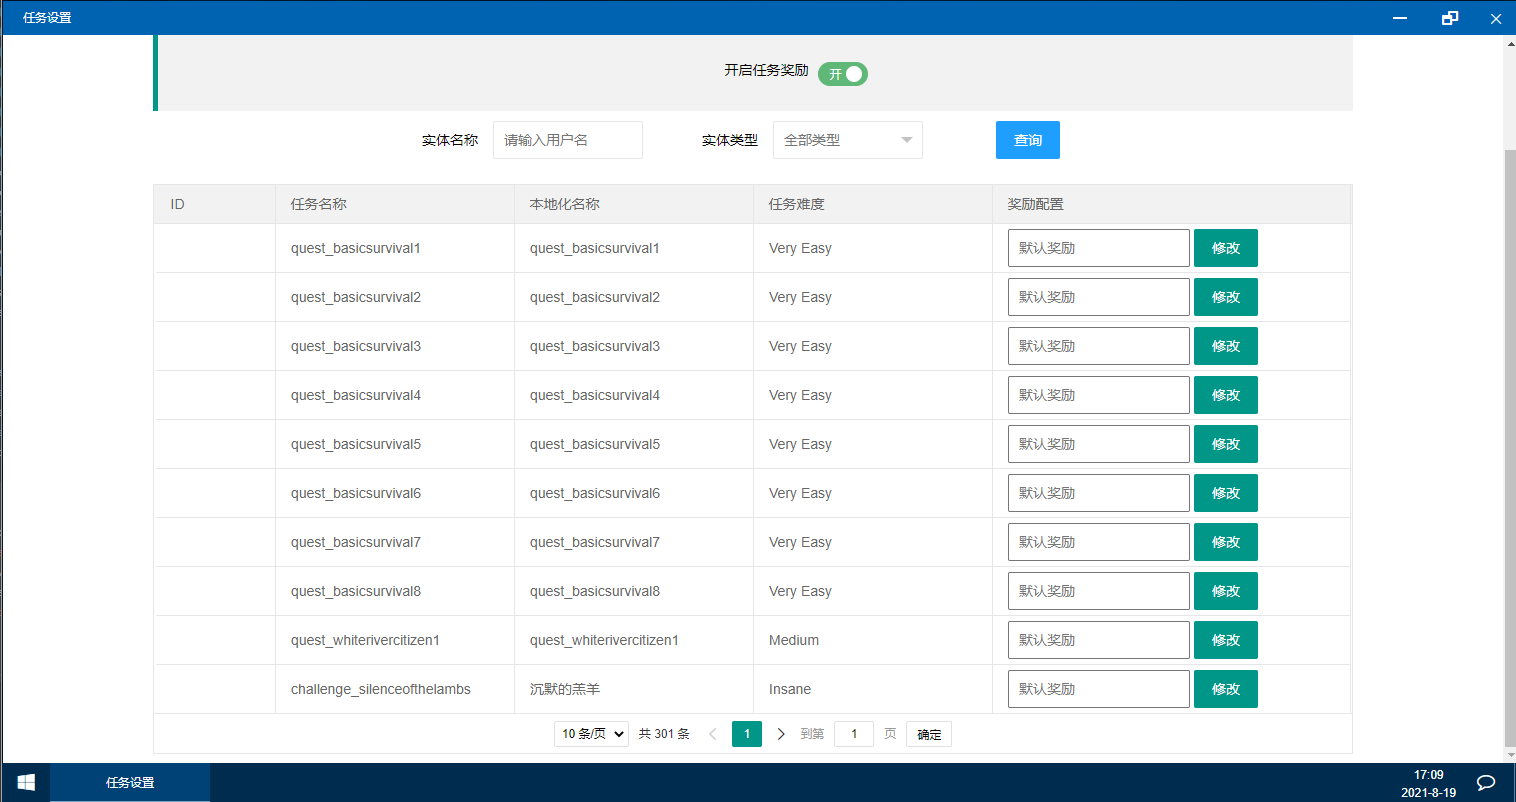 任务设置
开启任务奖励 开
实体名称 请输入用户名 实体类型 全部类型 查询
ID 任务名称 本地化名称 任务难度 奖励配置
quest_basicsurvival1 quest_basicsurvival1 Very Easy 默认奖励 修改
quest_basicsurvival2 quest_basicsurvival2 Very Easy 默认奖励 修改
quest_basicsurvival3 quest_basicsurvival3 Very Easy 默认奖励 修改
quest_basicsurvival4 quest_basicsurvival4 Very Easy 默认奖励 修改
quest_basicsurvival5 quest_basicsurvival5 Very Easy 默认奖励 修改
quest_basicsurvival6 quest_basicsurvival6 Very Easy 默认奖励 修改
quest_basicsurvival7 quest_basicsurvival7 Very Easy 默认奖励 修改
quest_basicsurvival8 quest_basicsurvival8 Very Easy 默认奖励 修改
quest_whiterivercitizen1 quest_whiterivercitizen1 Medium 默认奖励 修改
challenge_silenceofthelambs 沉默的羔羊 Insane 默认奖励 修改
10 条/页 共 301 条 1 到第 1 页 确定
任务设置
17:09
2021-8-19